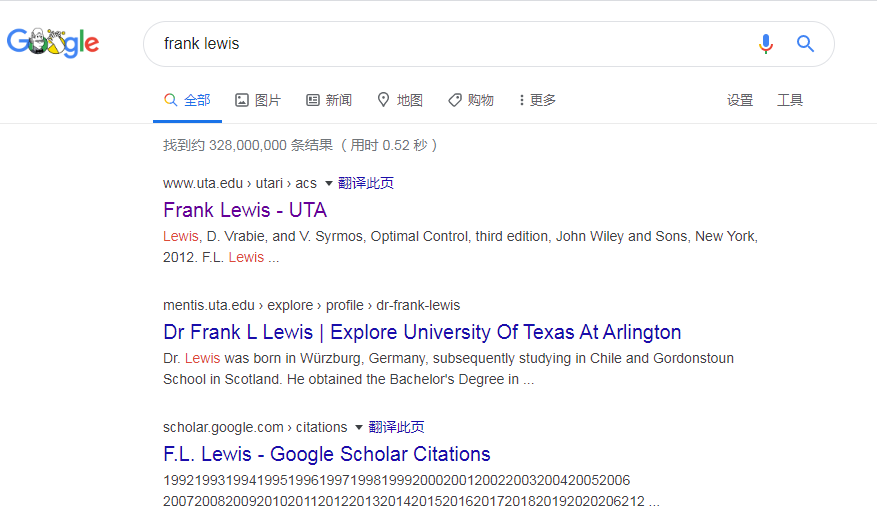 Google
frank lewis
全部 图片 新闻 地图 购物 更多 设置 工具
找到约 328,000,000 条结果 （用时 0.52 秒）
www.uta.edu › utari › acs 翻译此页
Frank Lewis - UTA
Lewis, D. Vrabie, and V. Syrmos, Optimal Control, third edition, John Wiley and Sons, New York,
2012. F.L. Lewis ...
mentis.uta.edu › explore › profile › dr-frank-lewis
Dr Frank L Lewis | Explore University Of Texas At Arlington
Dr. Lewis was born in Würzburg, Germany, subsequently studying in Chile and Gordonstoun
School in Scotland. He obtained the Bachelor's Degree in ...
scholar.google.com › citations 翻译此页
F.L. Lewis - Google Scholar Citations
199219931994199519961997199819992000200120022003200420052006
200720082009201020112012201320142015201620172018201920202062​12 ...